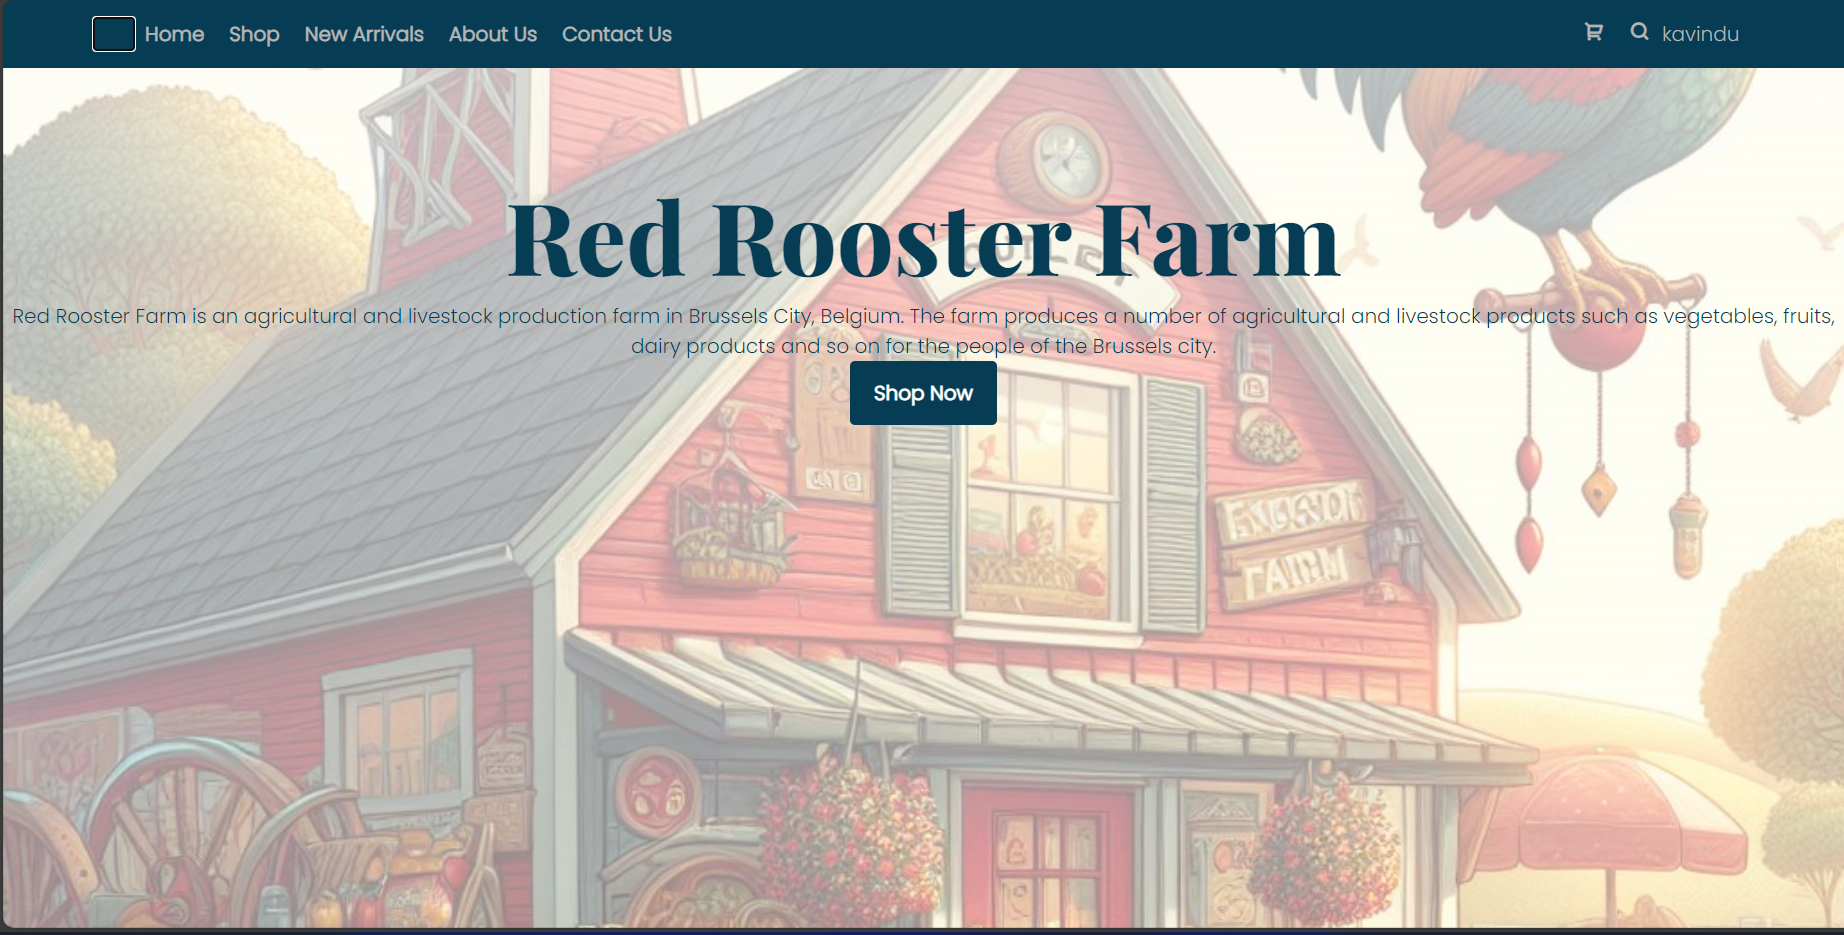 Home Shop New Arrivals About Us Contact Us kavindu
Red Rooster Farm
Red Rooster Farm is an agricultural and livestock production farm in Brussels City, Belgium. The farm produces a number of agricultural and livestock products such as vegetables, fruits,
dairy products and so on for the people of the Brussels city.
Shop Now